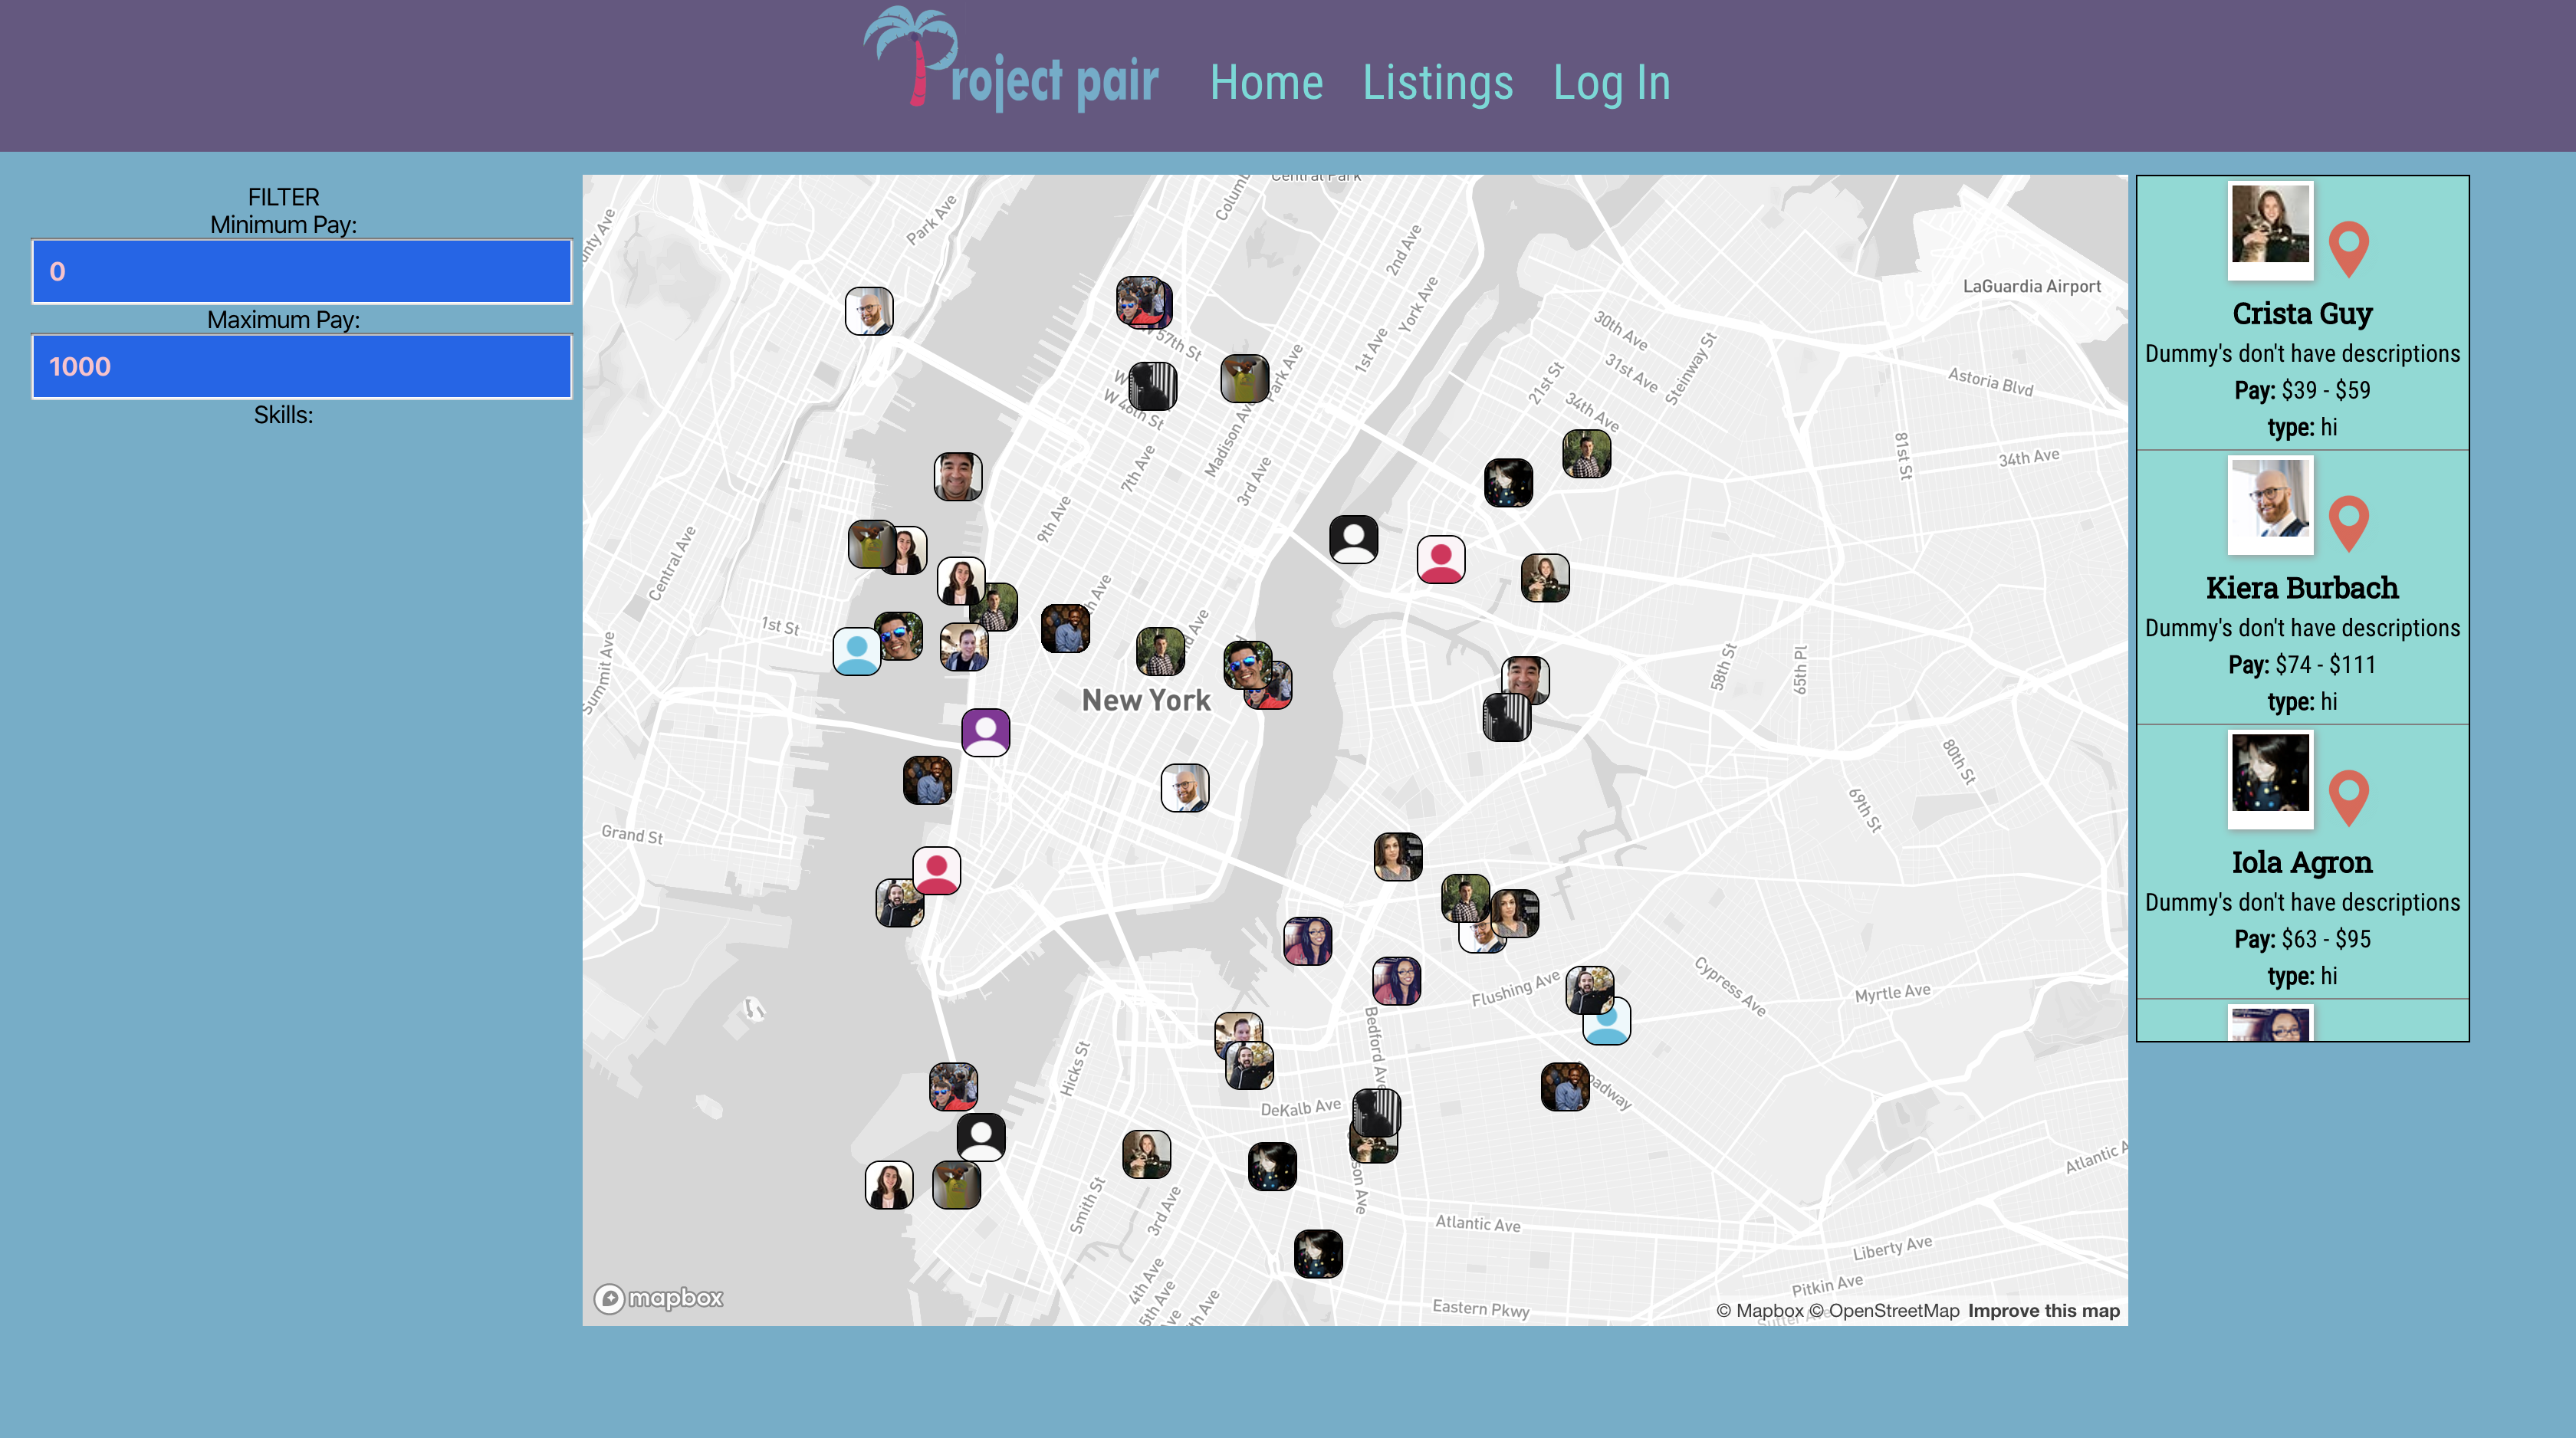 Project pair
Home Listings Log In
FILTER
Minimum Pay:
0
Maximum Pay:
1000
Skills:
Central Park
Park Ave
2nd Ave
York Ave
1st Ave
LaGuardia Airport
W 57th St
W 46th St
Park Ave
Madison Ave
7th Ave
3rd Ave
9th Ave
30th Ave
31st Ave
Steinway St
21st St
34th Ave
Astoria Blvd
81st St
34th Ave
Central Ave
1st St
Summit Ave
New York
58th St
65th Pl
80th St
69th St
Grand St
Flushing Ave
Cypress Ave
Myrtle Ave
Bedford Ave
Hicks St
DeKalb Ave
Smith St
3rd Ave
Atlantic Ave
Liberty Ave
Pitkin Ave
4th Ave
5th Ave
Eastern Pkwy
mapbox
© Mapbox © OpenStreetMap Improve this map
Crista Guy
Dummy's don't have descriptions
Pay: $39 - $59
type: hi
Kiera Burbach
Dummy's don't have descriptions
Pay: $74 - $111
type: hi
Iola Agron
Dummy's don't have descriptions
Pay: $63 - $95
type: hi